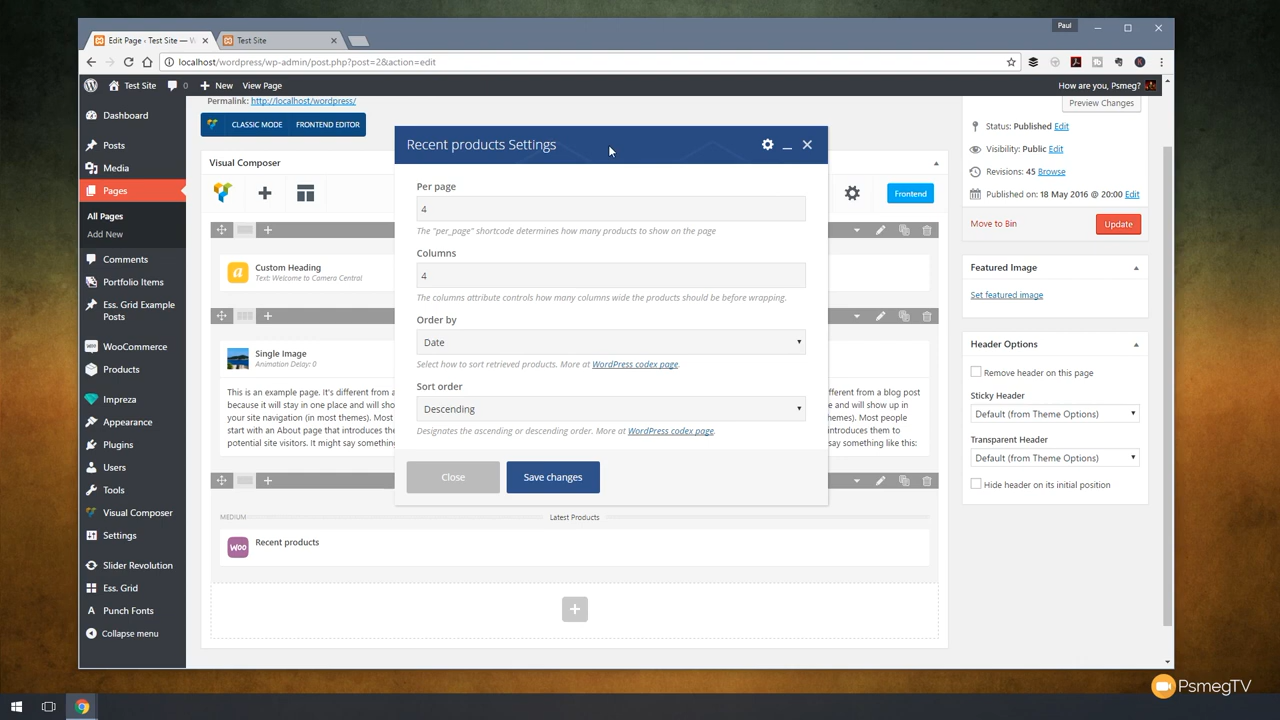 Paul
Edit Page ‹ Test Site — V
Test Site
localhost/wordpress/wp-admin/post.php?post=2&action=edit
Test Site
0
New
View Page
How are you, Psmeg?
Permalink: http://localhost/wordpress/
Preview Changes
CLASSIC MODE
FRONTEND EDITOR
Dashboard
Posts
Media
Pages
All Pages
Add New
Comments
Portfolio Items
Ess. Grid Example
Posts
WooCommerce
Products
Impreza
Appearance
Plugins
Users
Tools
Visual Composer
Settings
Slider Revolution
Ess. Grid
Punch Fonts
Collapse menu
Visual Composer
Frontend
Custom Heading
Text: Welcome to Camera Central
Single Image
Animation Delay: 0
This is an example page. It's different from a
because it will stay in one place and will sho
your site navigation (in most themes). Most
start with an About page that introduces the
potential site visitors. It might say somethin
fferent from a blog post
and will show up in
Most people
introduces them to
say something like this:
MEDIUM
Latest Products
Woo
Recent products
Recent products Settings
Per page
4
The "per_page" shortcode determines how many products to show on the page
Columns
4
The columns attribute controls how many columns wide the products should be before wrapping.
Order by
Date
Select how to sort retrieved products. More at WordPress codex page.
Sort order
Descending
Designates the ascending or descending order. More at WordPress codex page.
Close
Save changes
Status: Published Edit
Visibility: Public Edit
Revisions: 45 Browse
Published on: 18 May 2016 @ 20:00 Edit
Move to Bin
Update
Featured Image
Set featured image
Header Options
Remove header on this page
Sticky Header
Default (from Theme Options)
Transparent Header
Default (from Theme Options)
Hide header on its initial position
PsmegTV